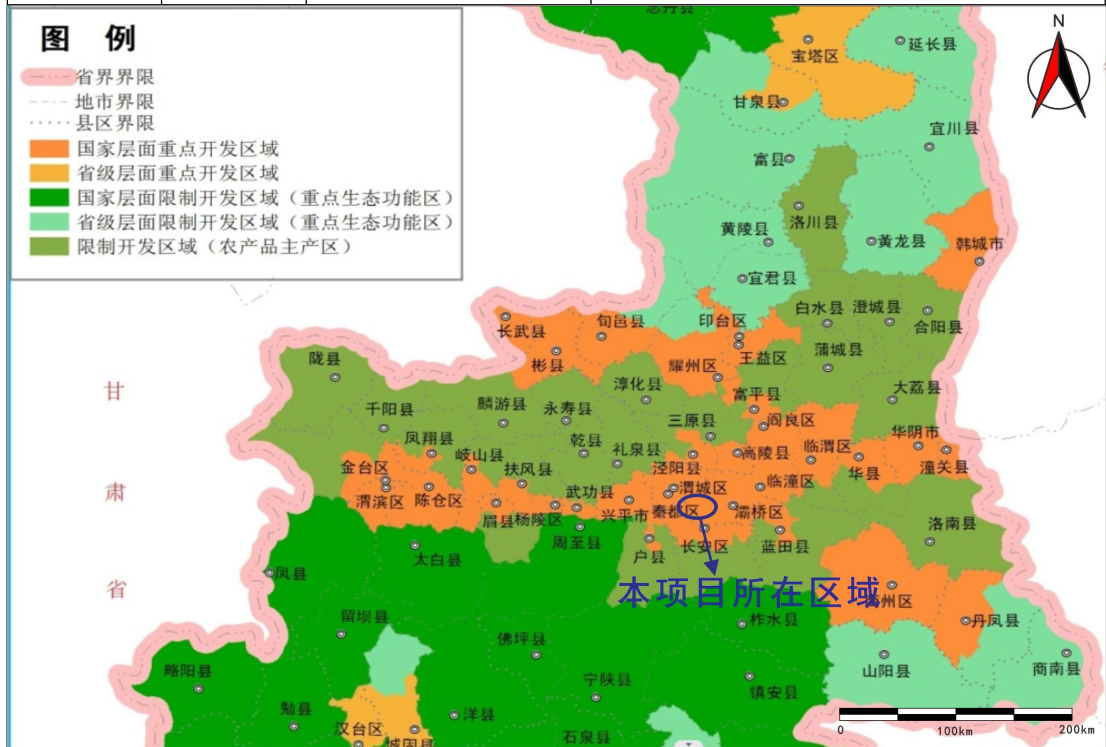 图 例
省界界限
地市界限
县区界限
国家层面重点开发区域
省级层面重点开发区域
国家层面限制开发区域（重点生态功能区）
省级层面限制开发区域（重点生态功能区）
限制开发区域（农产品主产区）
N
志丹县
宝塔区
延长县
甘泉县
宜川县
富县
洛川县
黄陵县
黄龙县
韩城市
宜君县
白水县
澄城县
合阳县
长武县
旬邑县
印台区
王益区
蒲城县
彬县
耀州区
陇县
淳化县
富平县
大荔县
甘
肃
省
千阳县
麟游县
永寿县
三原县
阎良区
凤翔县
乾县
礼泉县
高陵县
临渭区
华阴市
岐山县
扶风县
泾阳县
华县
潼关县
金台区
渭滨区
陈仓区
武功县
渭城区
临潼区
眉县
杨陵区
兴平市
秦都区
灞桥区
洛南县
周至县
户县
长安区
蓝田县
太白县
凤县
本项目所在区域
州区
丹凤县
留坝县
佛坪县
柞水县
略阳县
宁陕县
镇安县
山阳县
商南县
勉县
汉台区
城固县
洋县
石泉县
0
100km
200km